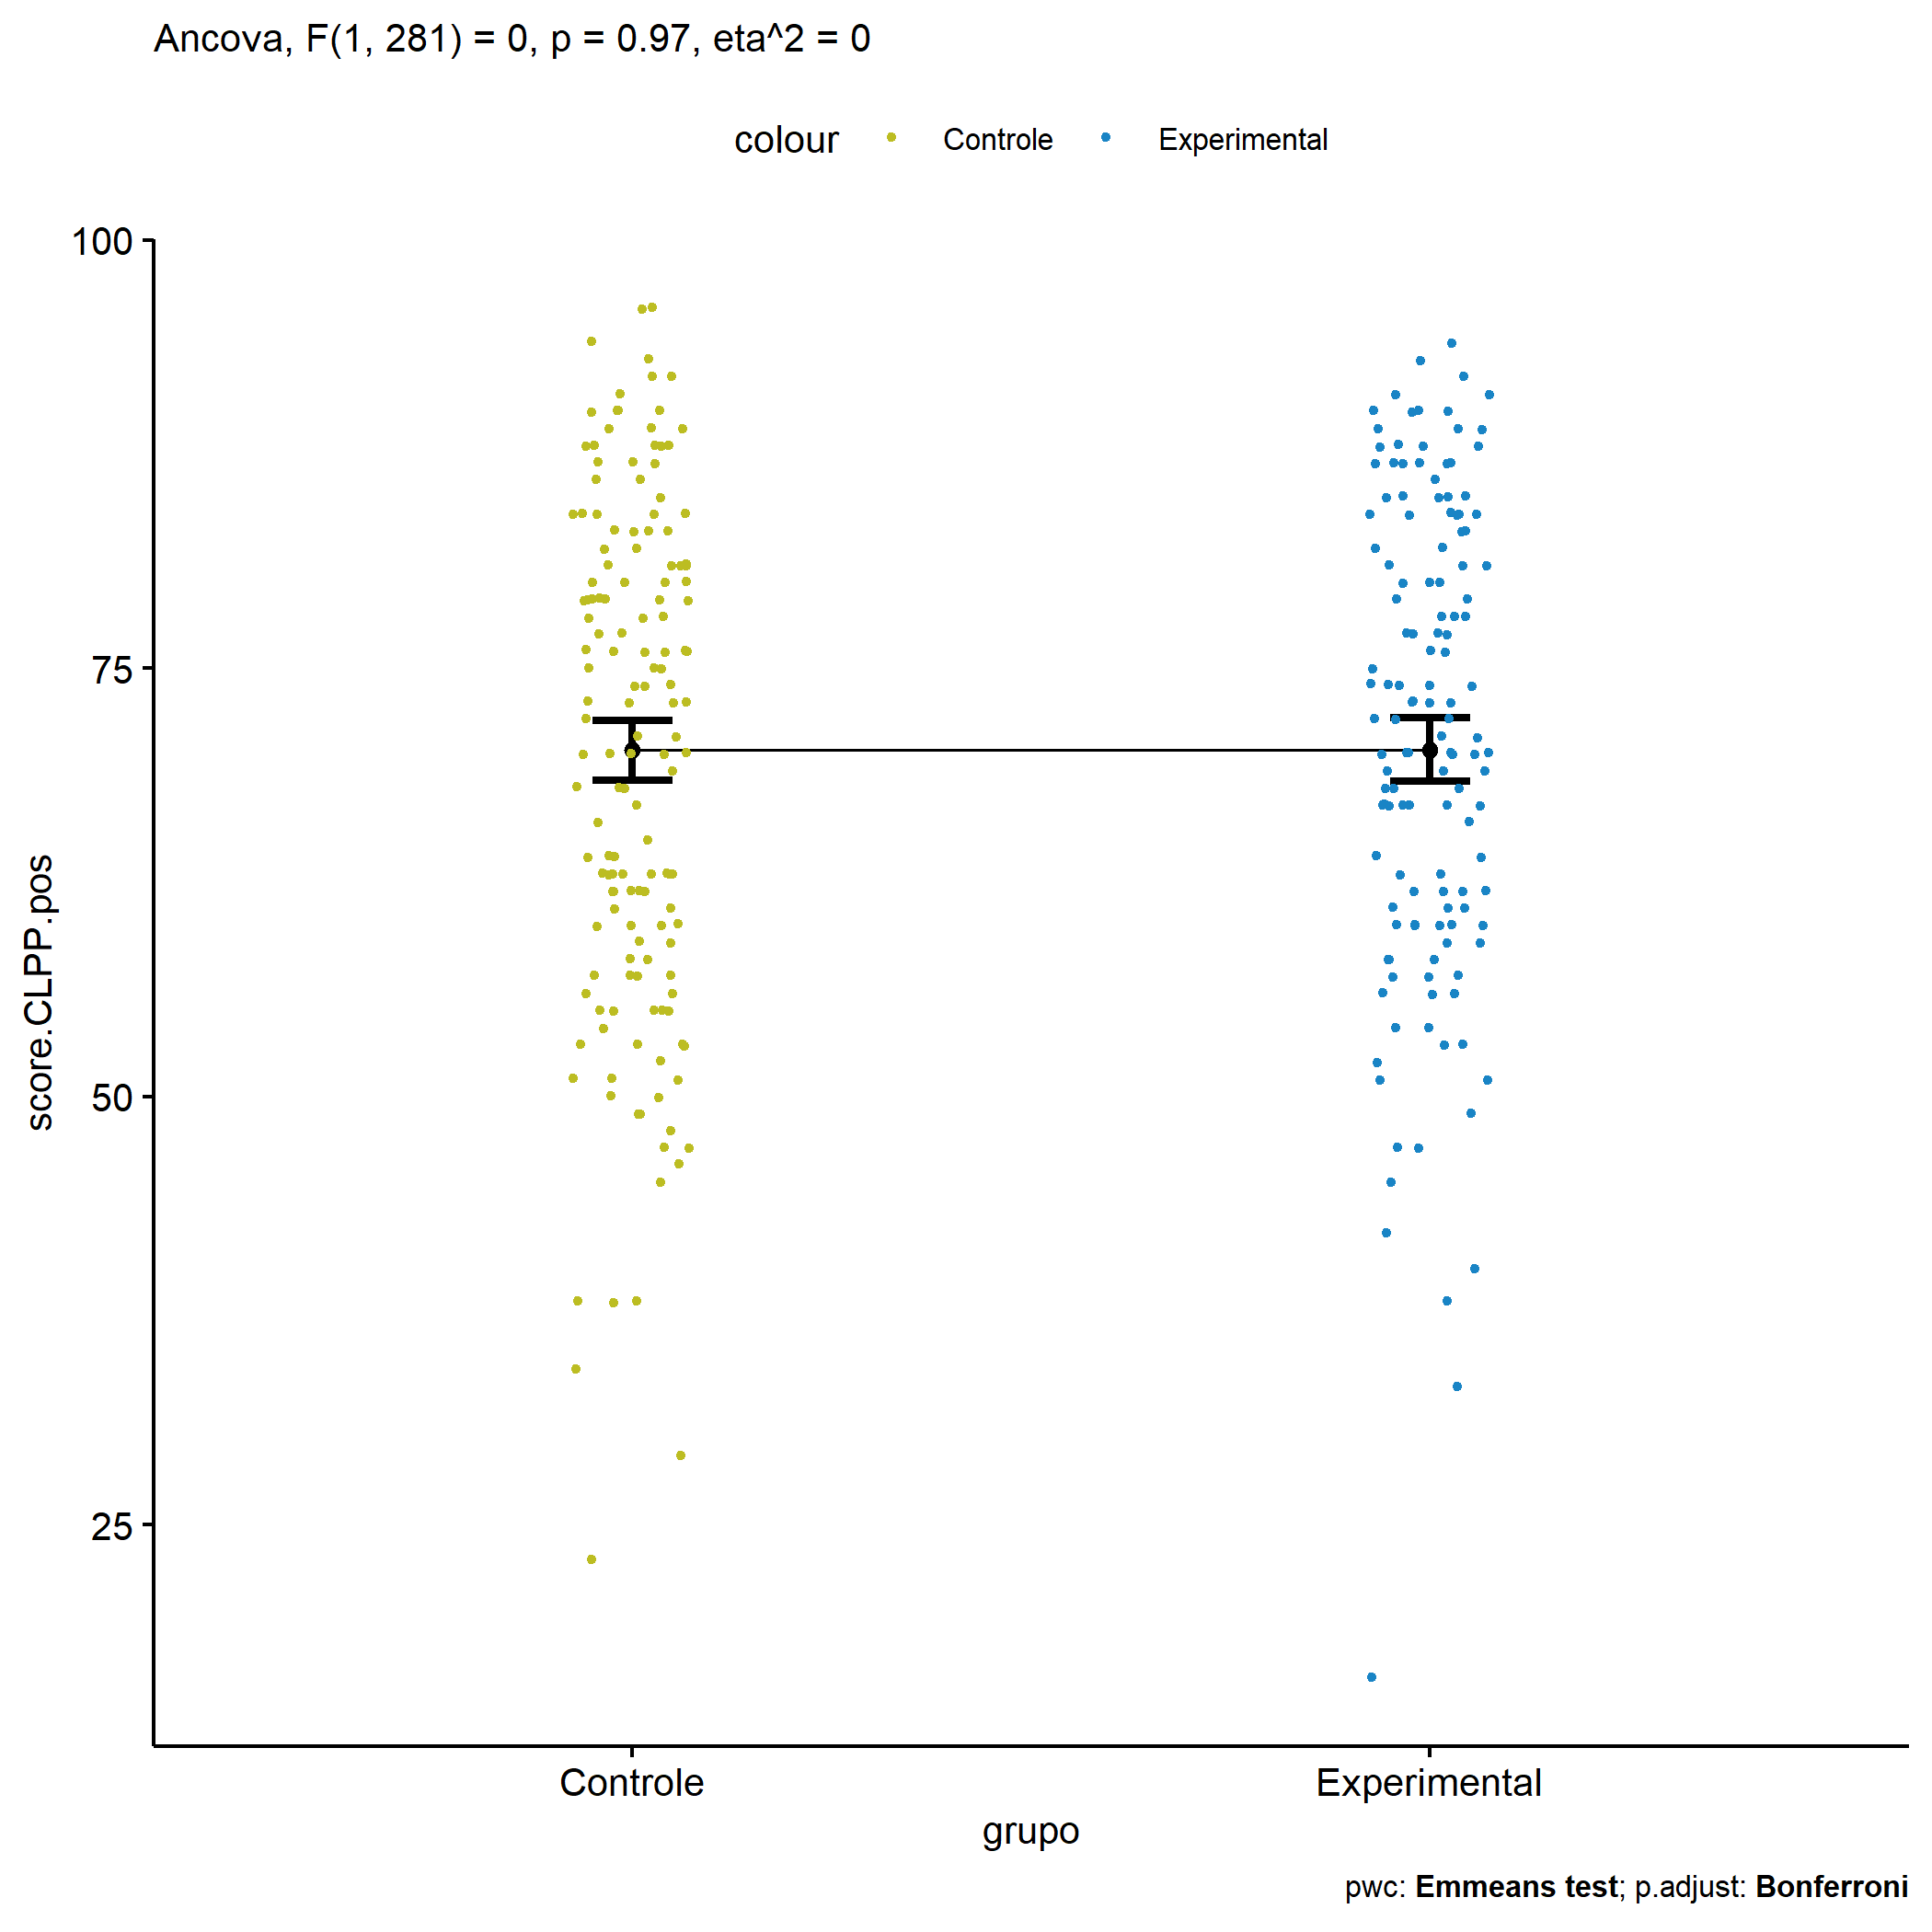 Ancova, F(1, 281) = 0, p = 0.97, eta^2 = 0
colour Controle Experimental
100
75
50
25
score.CLPP.pos
Controle Experimental
grupo
pwc: Emmeans test; p.adjust: Bonferroni